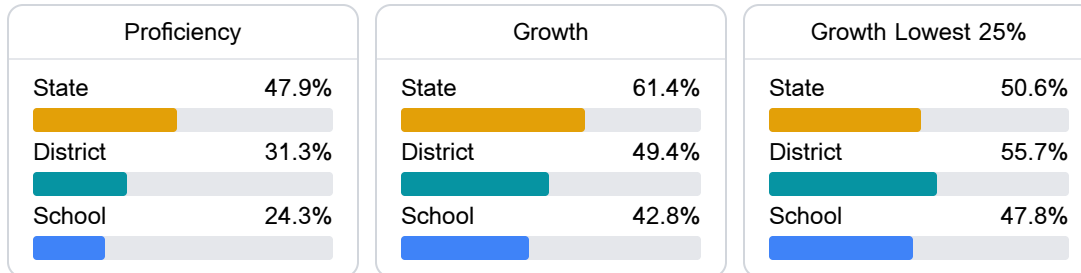 Proficiency
State 47.9%
District 31.3%
School 24.3%
Growth
State 61.4%
District 49.4%
School 42.8%
Growth Lowest 25%
State 50.6%
District 55.7%
School 47.8%